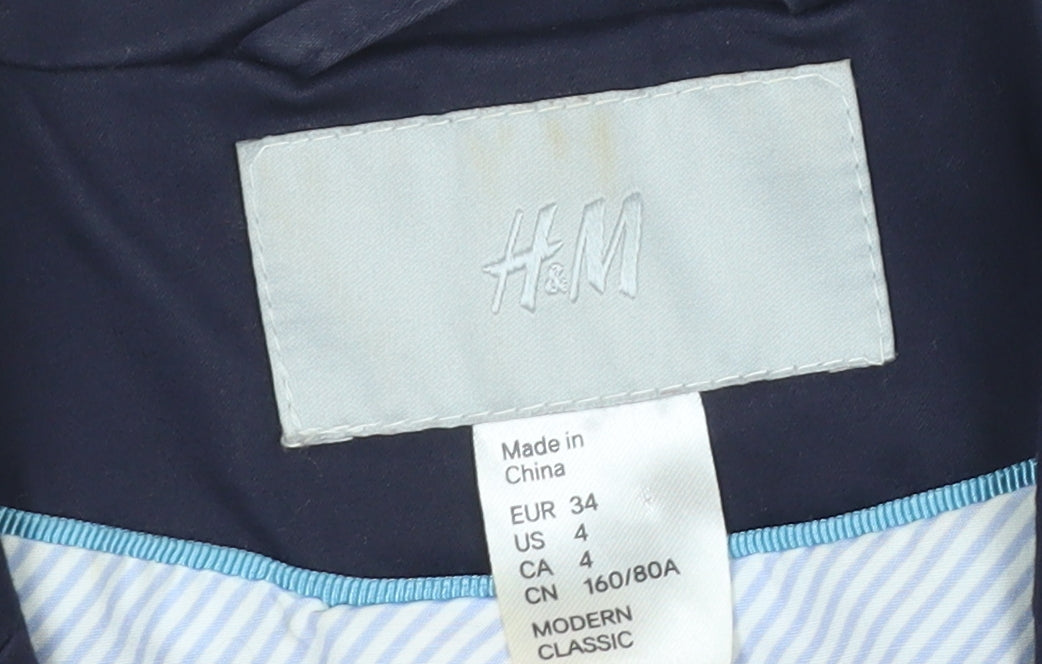 H&M
Made in
China
EUR 34
US 4
CA 4
CN 160/80A
MODERN
CLASSIC